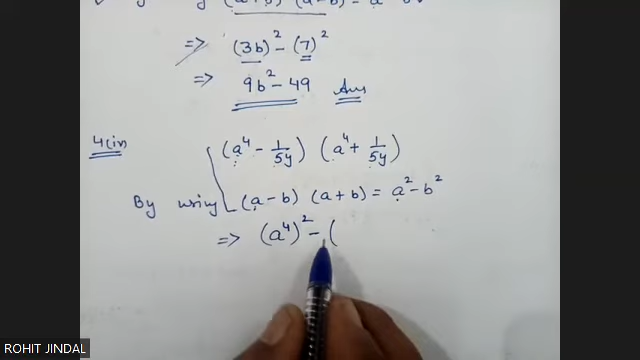 (a+b) (a-b) = a
=> (3b)² - (7)²
=> 9b² - 49 Ans
4(iv) (a⁴ - 1/5y) (a⁴ + 1/5y)
By using (a-b) (a+b) = a² - b²
=> (a⁴)² - (
ROHIT JINDAL